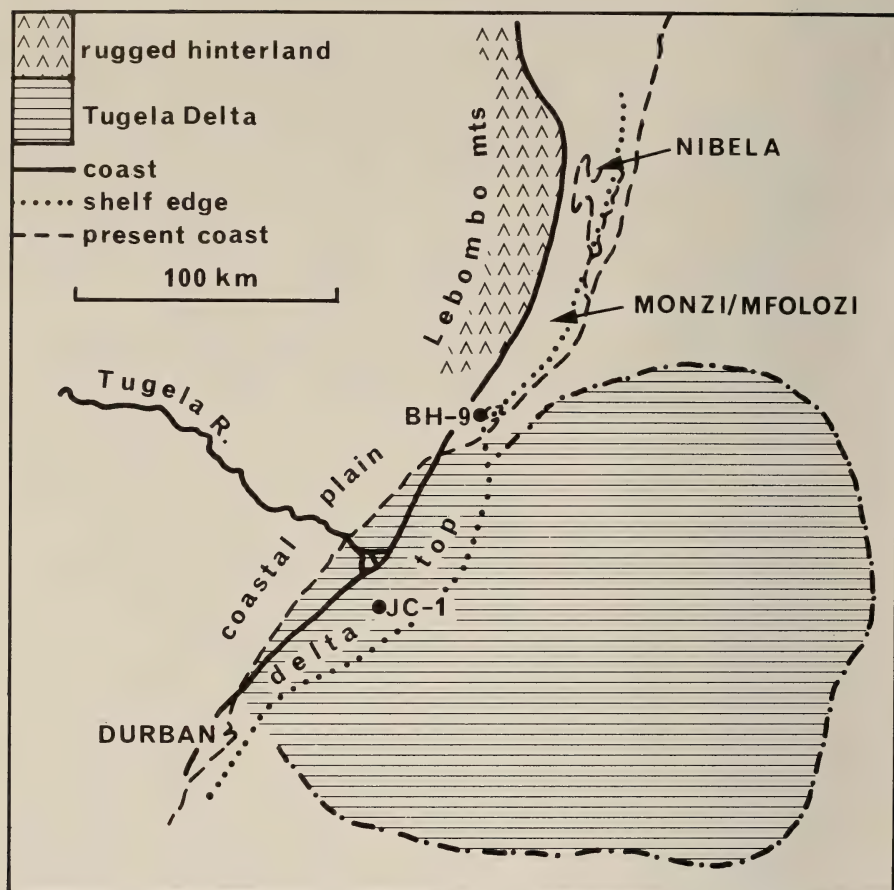 rugged hinterland
Tugela Delta
coast
shelf edge
present coast
100 km
Lebombo mts
NIBELA
MONZI/MFOLOZI
Tugela R.
BH-9
coastal plain
delta top
JC-1
DURBAN